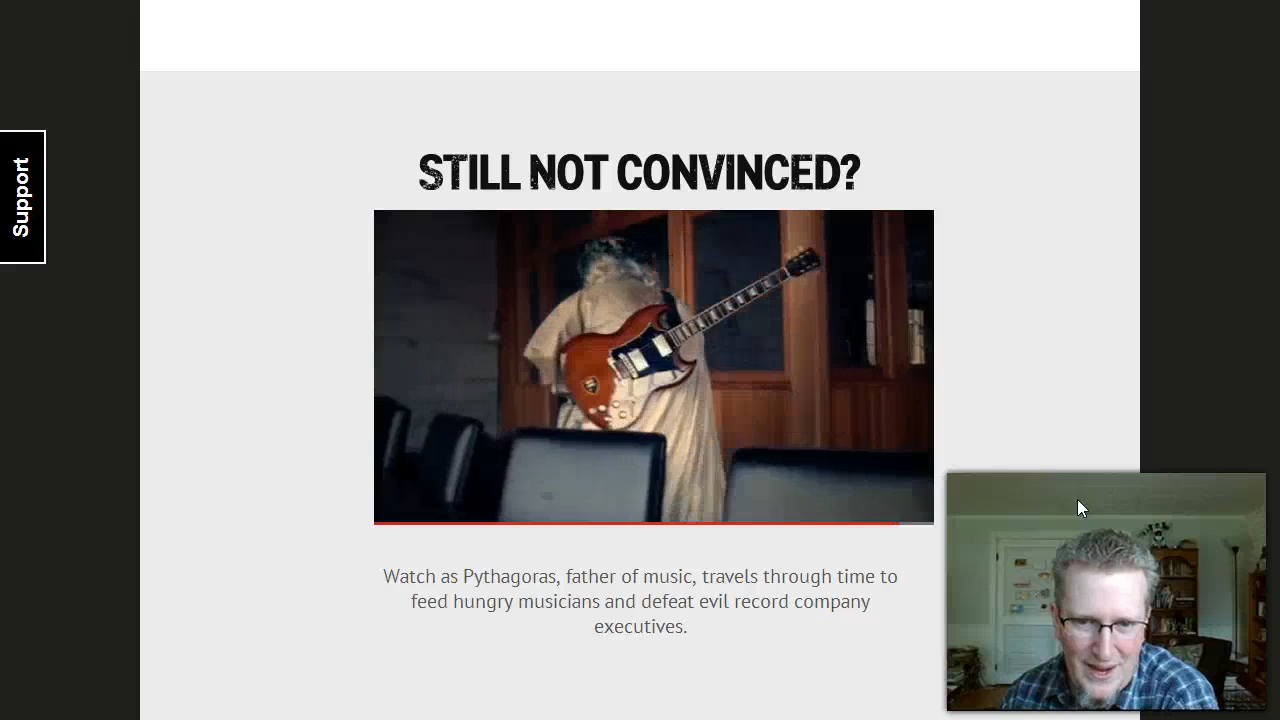 Support
STILL NOT CONVINCED?
Watch as Pythagoras, father of music, travels through time to
feed hungry musicians and defeat evil record company
executives.